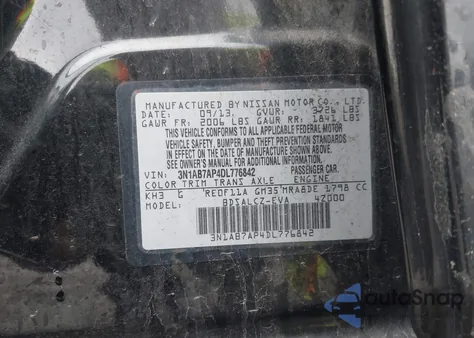 MANUFACTURED BY NISSAN MOTOR CO., LTD.
DATE: 09/13 GVWR: 3726 LBS
GAWR FR: 2006 LBS GAWR RR: 1841 LBS
THIS VEHICLE CONFORMS TO ALL APPLICABLE FEDERAL MOTOR
VEHICLE SAFETY, BUMPER AND THEFT PREVENTION STANDARDS
IN EFFECT ON THE DATE OF MANUFACTURE SHOWN ABOVE.
SEE OWNER'S MANUAL FOR ADDITIONAL INFORMATION.
VIN: 3N1AB7AP4DL776842 PASSENGER CAR.
COLOR TRIM TRANS AXLE ENGINE
KH3 G RE0F11A GM35 MRA8DE 1798 CC
MODEL: BDSALCZ-EVA 4Z000
3N1AB7AP4DL776842
autoSnap